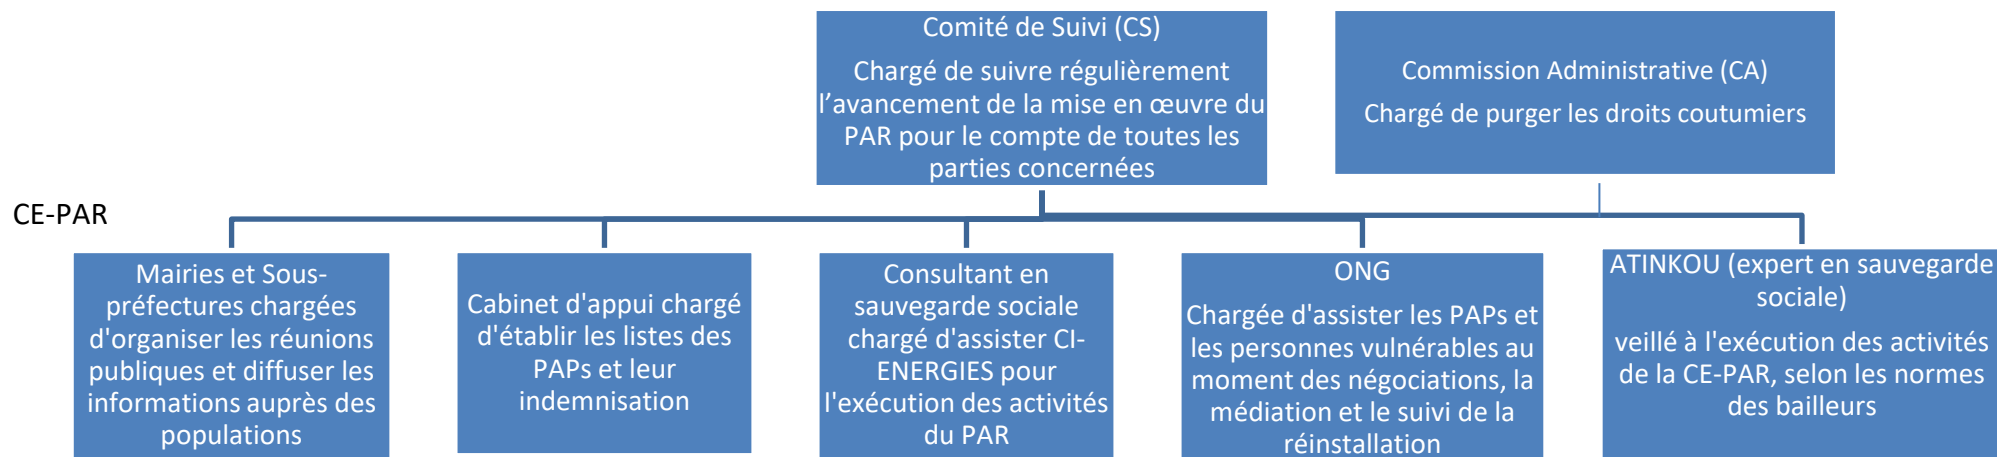 Comité de Suivi (CS)
Chargé de suivre régulièrement
l’avancement de la mise en œuvre du
PAR pour le compte de toutes les
parties concernées
Commission Administrative (CA)
Chargé de purger les droits coutumiers
CE-PAR
Mairies et Sous-
préfectures chargées
d'organiser les réunions
publiques et diffuser les
informations auprès des
populations
Cabinet d'appui chargé
d'établir les listes des
PAPs et leur
indemnisation
Consultant en
sauvegarde sociale
chargé d'assister CI-
ENERGIES pour
l'exécution des activités
du PAR
ONG
Chargée d'assister les PAPs et
les personnes vulnérables au
moment des négociations, la
médiation et le suivi de la
réinstallation
ATINKOU (expert en sauvegarde
sociale)
veillé à l'exécution des activités
de la CE-PAR, selon les normes
des bailleurs